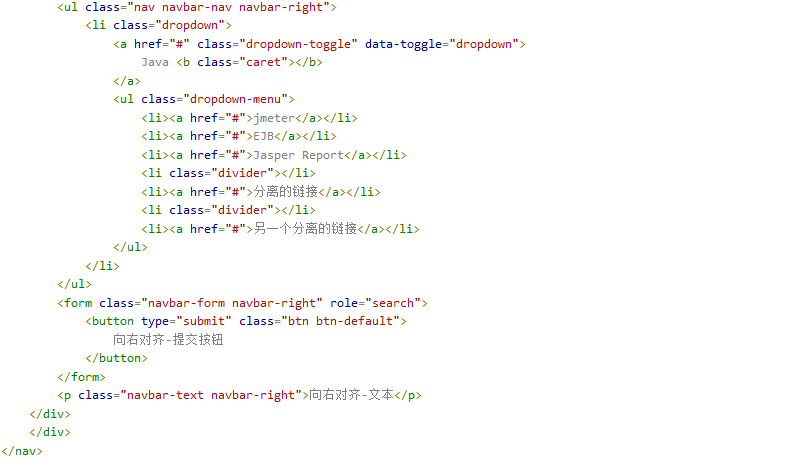 <ul class="nav navbar-nav navbar-right">
<li class="dropdown">
<a href="#" class="dropdown-toggle" data-toggle="dropdown">
Java <b class="caret"></b>
</a>
<ul class="dropdown-menu">
<li><a href="#">jmeter</a></li>
<li><a href="#">EJB</a></li>
<li><a href="#">Jasper Report</a></li>
<li class="divider"></li>
<li><a href="#">分离的链接</a></li>
<li class="divider"></li>
<li><a href="#">另一个分离的链接</a></li>
</ul>
</li>
</ul>
<form class="navbar-form navbar-right" role="search">
<button type="submit" class="btn btn-default">
向右对齐-提交按钮
</button>
</form>
<p class="navbar-text navbar-right">向右对齐-文本</p>
</div>
</div>
</nav>